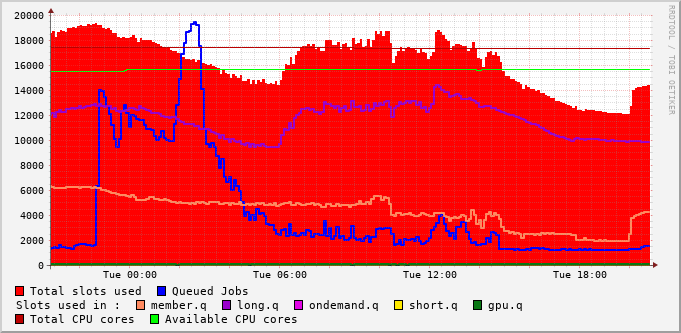 20000
18000
16000
14000
12000
10000
8000
6000
4000
2000
0
Tue 00:00 Tue 06:00 Tue 12:00 Tue 18:00
RRDTOOL / TOBI OETIKER
Total slots used Queued Jobs
Slots used in : member.q long.q ondemand.q short.q gpu.q
Total CPU cores Available CPU cores